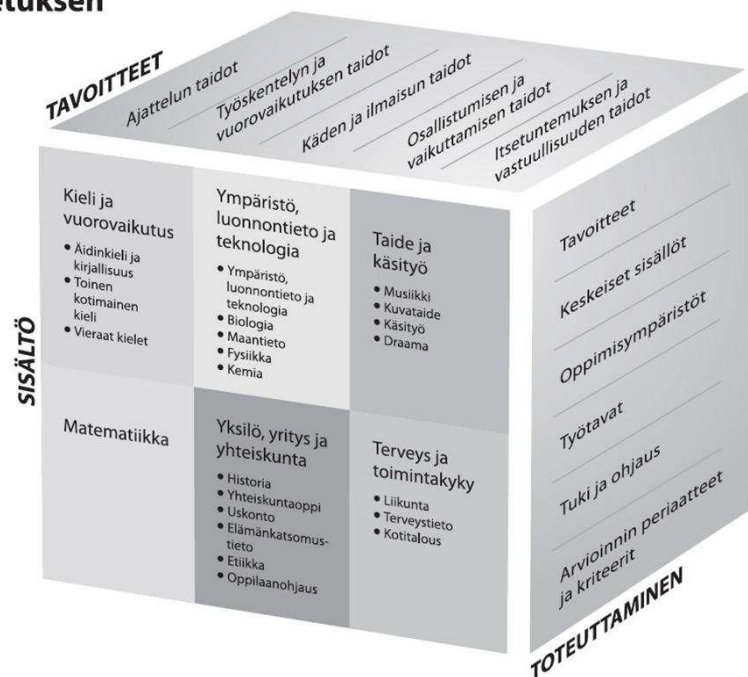 TAVOITTEET
Ajattelun taidot
Työskentelyn ja
vuorovaikutuksen taidot
Käden ja ilmaisun taidot
Osallistumisen ja
vaikuttamisen taidot
Itsetuntemuksen ja
vastuullisuuden taidot
SISÄLTÖ
Kieli ja
vuorovaikutus
• Äidinkieli ja
kirjallisuus
• Toinen
kotimainen
kieli
• Vieraat kielet
Ympäristö,
luonnontieto ja
teknologia
• Ympäristö,
luonnontieto ja
teknologia
• Biologia
• Maantieto
• Fysiikka
• Kemia
Taide ja
käsityö
• Musiikki
• Kuvataide
• Käsityö
• Draama
Matematiikka
Yksilö, yritys ja
yhteiskunta
• Historia
• Yhteiskuntaoppi
• Uskonto
• Elämänkatsomus-
tieto
• Etiikka
• Oppilaanohjaus
Terveys ja
toimintakyky
• Liikunta
• Terveystieto
• Kotitalous
Tavoitteet
Keskeiset sisällöt
Oppimisympäristöt
Työtavat
Tuki ja ohjaus
Arvioinnin periaatteet
ja kriteerit
TOTEUTTAMINEN